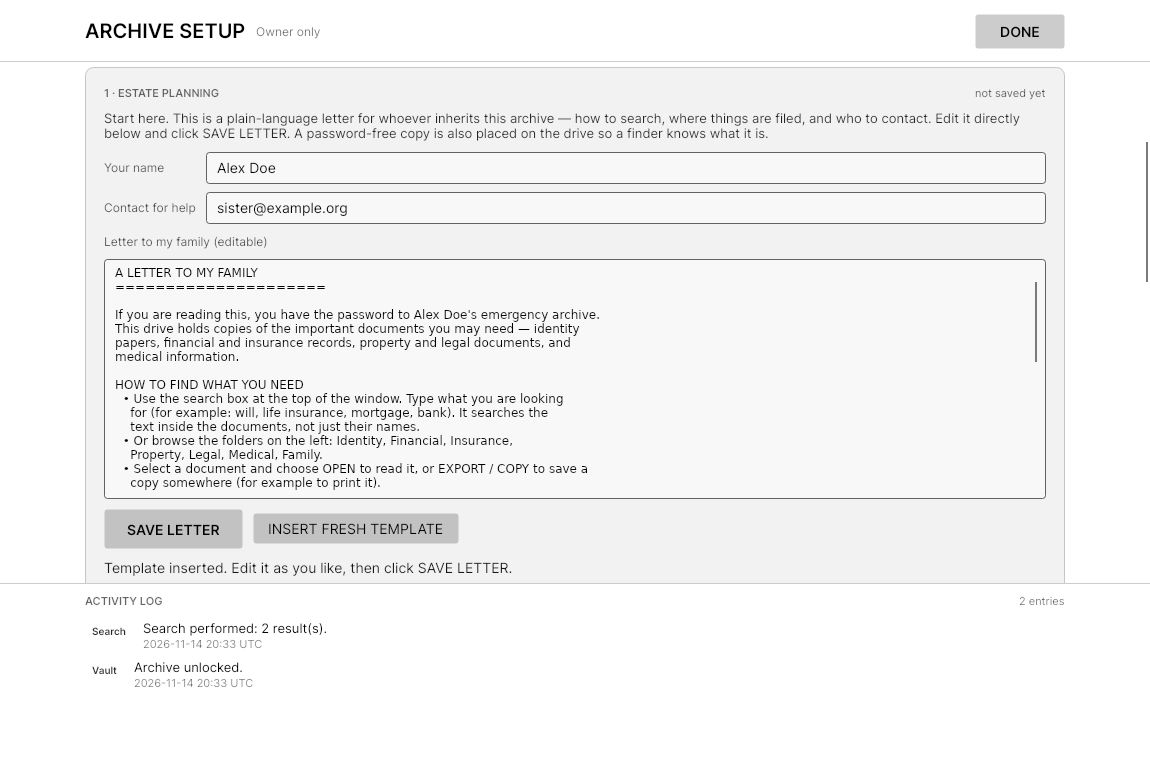 ARCHIVE SETUP Owner only DONE
1 · ESTATE PLANNING not saved yet
Start here. This is a plain-language letter for whoever inherits this archive — how to search, where things are filed, and who to contact. Edit it directly
below and click SAVE LETTER. A password-free copy is also placed on the drive so a finder knows what it is.
Your name Alex Doe
Contact for help sister@example.org
Letter to my family (editable)
A LETTER TO MY FAMILY
=====================
If you are reading this, you have the password to Alex Doe's emergency archive.
This drive holds copies of the important documents you may need — identity
papers, financial and insurance records, property and legal documents, and
medical information.
HOW TO FIND WHAT YOU NEED
• Use the search box at the top of the window. Type what you are looking
for (for example: will, life insurance, mortgage, bank). It searches the
text inside the documents, not just their names.
• Or browse the folders on the left: Identity, Financial, Insurance,
Property, Legal, Medical, Family.
• Select a document and choose OPEN to read it, or EXPORT / COPY to save a
copy somewhere (for example to print it).
SAVE LETTER INSERT FRESH TEMPLATE
Template inserted. Edit it as you like, then click SAVE LETTER.
ACTIVITY LOG 2 entries
Search Search performed: 2 result(s).
2026-11-14 20:33 UTC
Vault Archive unlocked.
2026-11-14 20:33 UTC